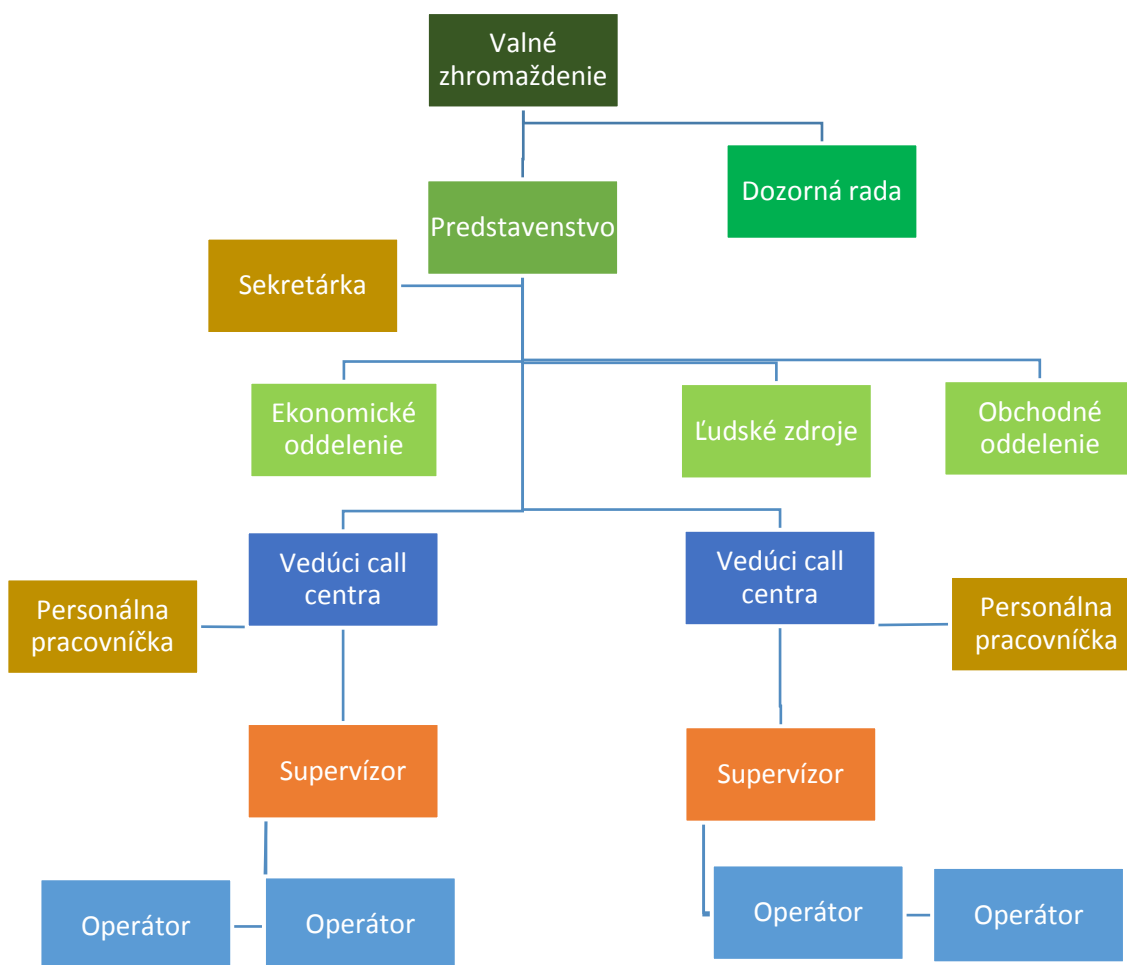 Valné
zhromaždenie
Dozorná rada
Predstavenstvo
Sekretárka
Ekonomické
oddelenie
Ľudské zdroje
Obchodné
oddelenie
Vedúci call
centra
Vedúci call
centra
Personálna
pracovníčka
Personálna
pracovníčka
Supervízor
Supervízor
Operátor
Operátor
Operátor
Operátor